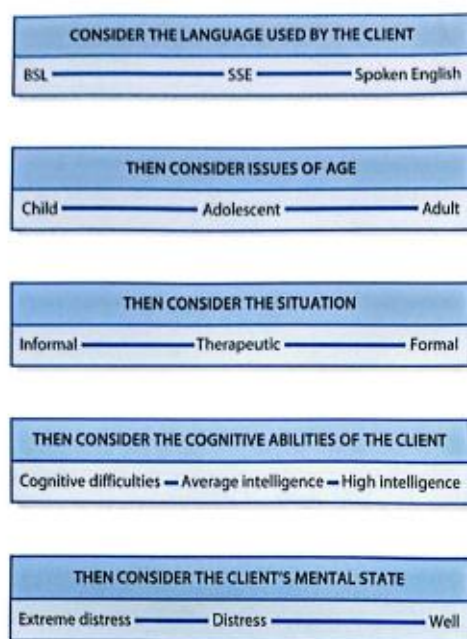 CONSIDER THE LANGUAGE USED BY THE CLIENT
BSL SSE Spoken English
THEN CONSIDER ISSUES OF AGE
Child Adolescent Adult
THEN CONSIDER THE SITUATION
Informal Therapeutic Formal
THEN CONSIDER THE COGNITIVE ABILITIES OF THE CLIENT
Cognitive difficulties Average intelligence High intelligence
THEN CONSIDER THE CLIENT'S MENTAL STATE
Extreme distress Distress Well